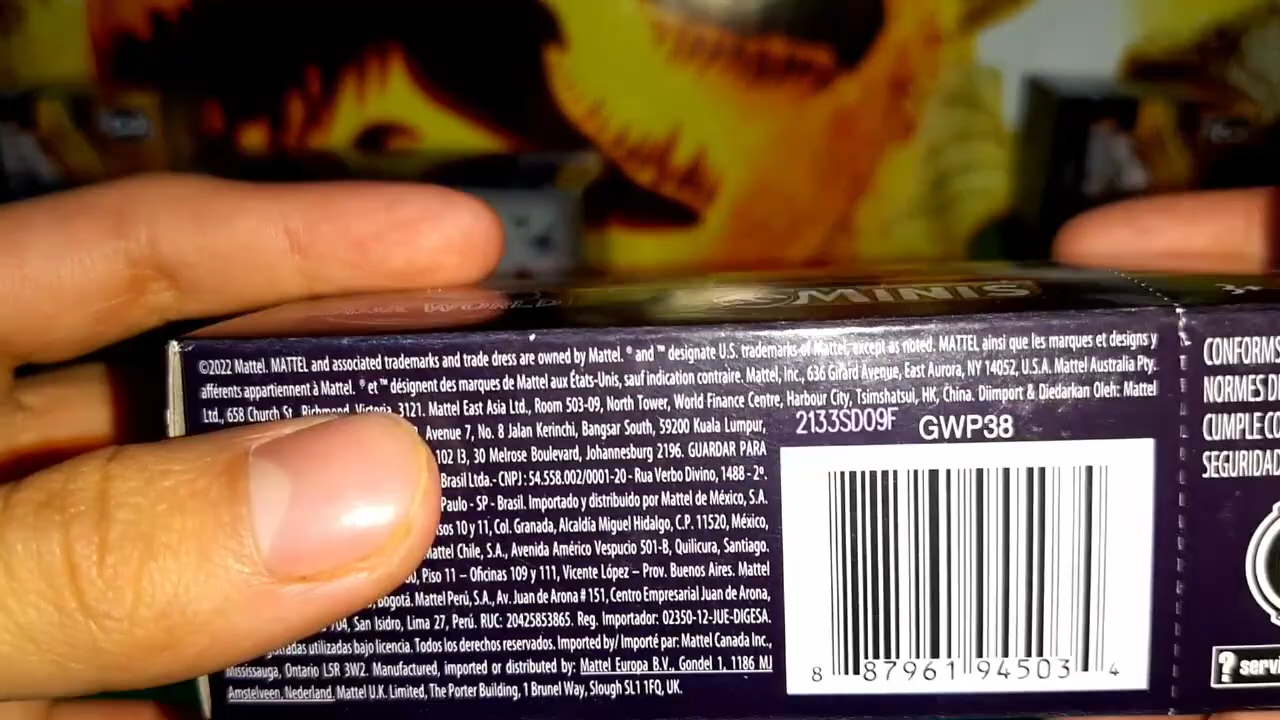 WORLD
MINIS
©2022 Mattel. MATTEL and associated trademarks and trade dress are owned by Mattel. ® and ™ designate U.S. trademarks of Mattel, except as noted. MATTEL ainsi que les marques et designs y
afférents appartiennent à Mattel. ® et ™ désignent des marques de Mattel aux États-Unis, sauf indication contraire. Mattel, Inc., 636 Girard Avenue, East Aurora, NY 14052, U.S.A. Mattel Australia Pty.
Ltd., 658 Church St., Richmond, Victoria, 3121. Mattel East Asia Ltd., Room 503-09, North Tower, World Finance Centre, Harbour City, Tsimshatsui, HK, China. Diimport & Diedarkan Oleh: Mattel
Avenue 7, No. 8 Jalan Kerinchi, Bangsar South, 59200 Kuala Lumpur,
102 I3, 30 Melrose Boulevard, Johannesburg 2196. GUARDAR PARA
Brasil Ltda. - CNPJ: 54.558.002/0001-20 - Rua Verbo Divino, 1488 - 2º.
Paulo - SP - Brasil. Importado y distribuido por Mattel de México, S.A.
10 y 11, Col. Granada, Alcaldía Miguel Hidalgo, C.P. 11520, México,
Mattel Chile, S.A., Avenida Américo Vespucio 501-B, Quilicura, Santiago.
Piso 11 – Oficinas 109 y 111, Vicente López – Prov. Buenos Aires. Mattel
Bogotá. Mattel Perú, S.A., Av. Juan de Arona # 151, Centro Empresarial Juan de Arona,
San Isidro, Lima 27, Perú. RUC: 20425853865. Reg. Importador: 02350-12-JUE-DIGESA.
utilizadas bajo licencia. Todos los derechos reservados. Imported by/ Importé par: Mattel Canada Inc.,
Mississauga, Ontario L5R 3W2. Manufactured, imported or distributed by: Mattel Europa B.V., Gondel 1, 1186 MJ
Amstelveen, Nederland. Mattel U.K. Limited, The Porter Building, 1 Brunel Way, Slough SL1 1FQ, UK.
2133SD09F GWP38
8 87961 94503 4
CONFORMS
NORMES D
CUMPLE CO
SEGURIDAD
? servi